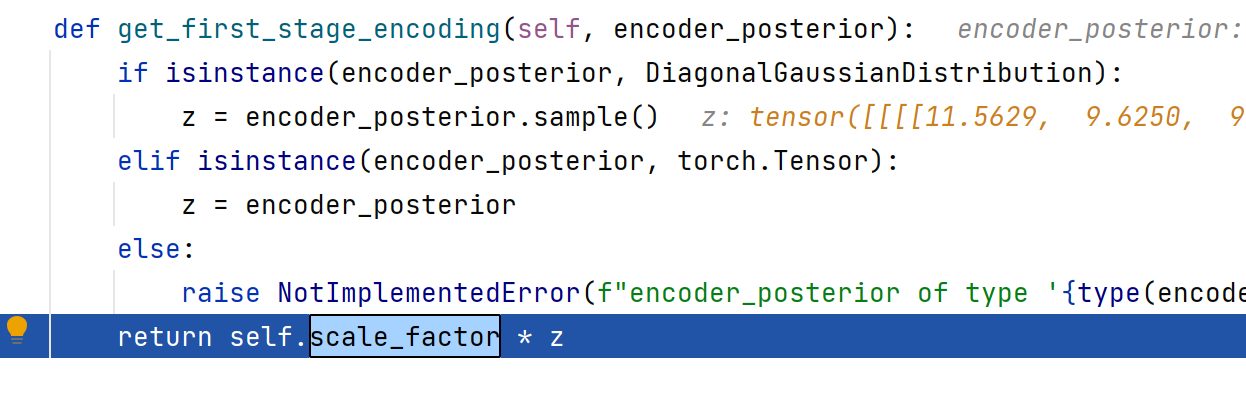 def get_first_stage_encoding(self, encoder_posterior):   encoder_posterior:
    if isinstance(encoder_posterior, DiagonalGaussianDistribution):
        z = encoder_posterior.sample()   z: tensor([[[[11.5629,  9.6250,  9
    elif isinstance(encoder_posterior, torch.Tensor):
        z = encoder_posterior
    else:
        raise NotImplementedError(f"encoder_posterior of type '{type(encode
    return self.scale_factor * z